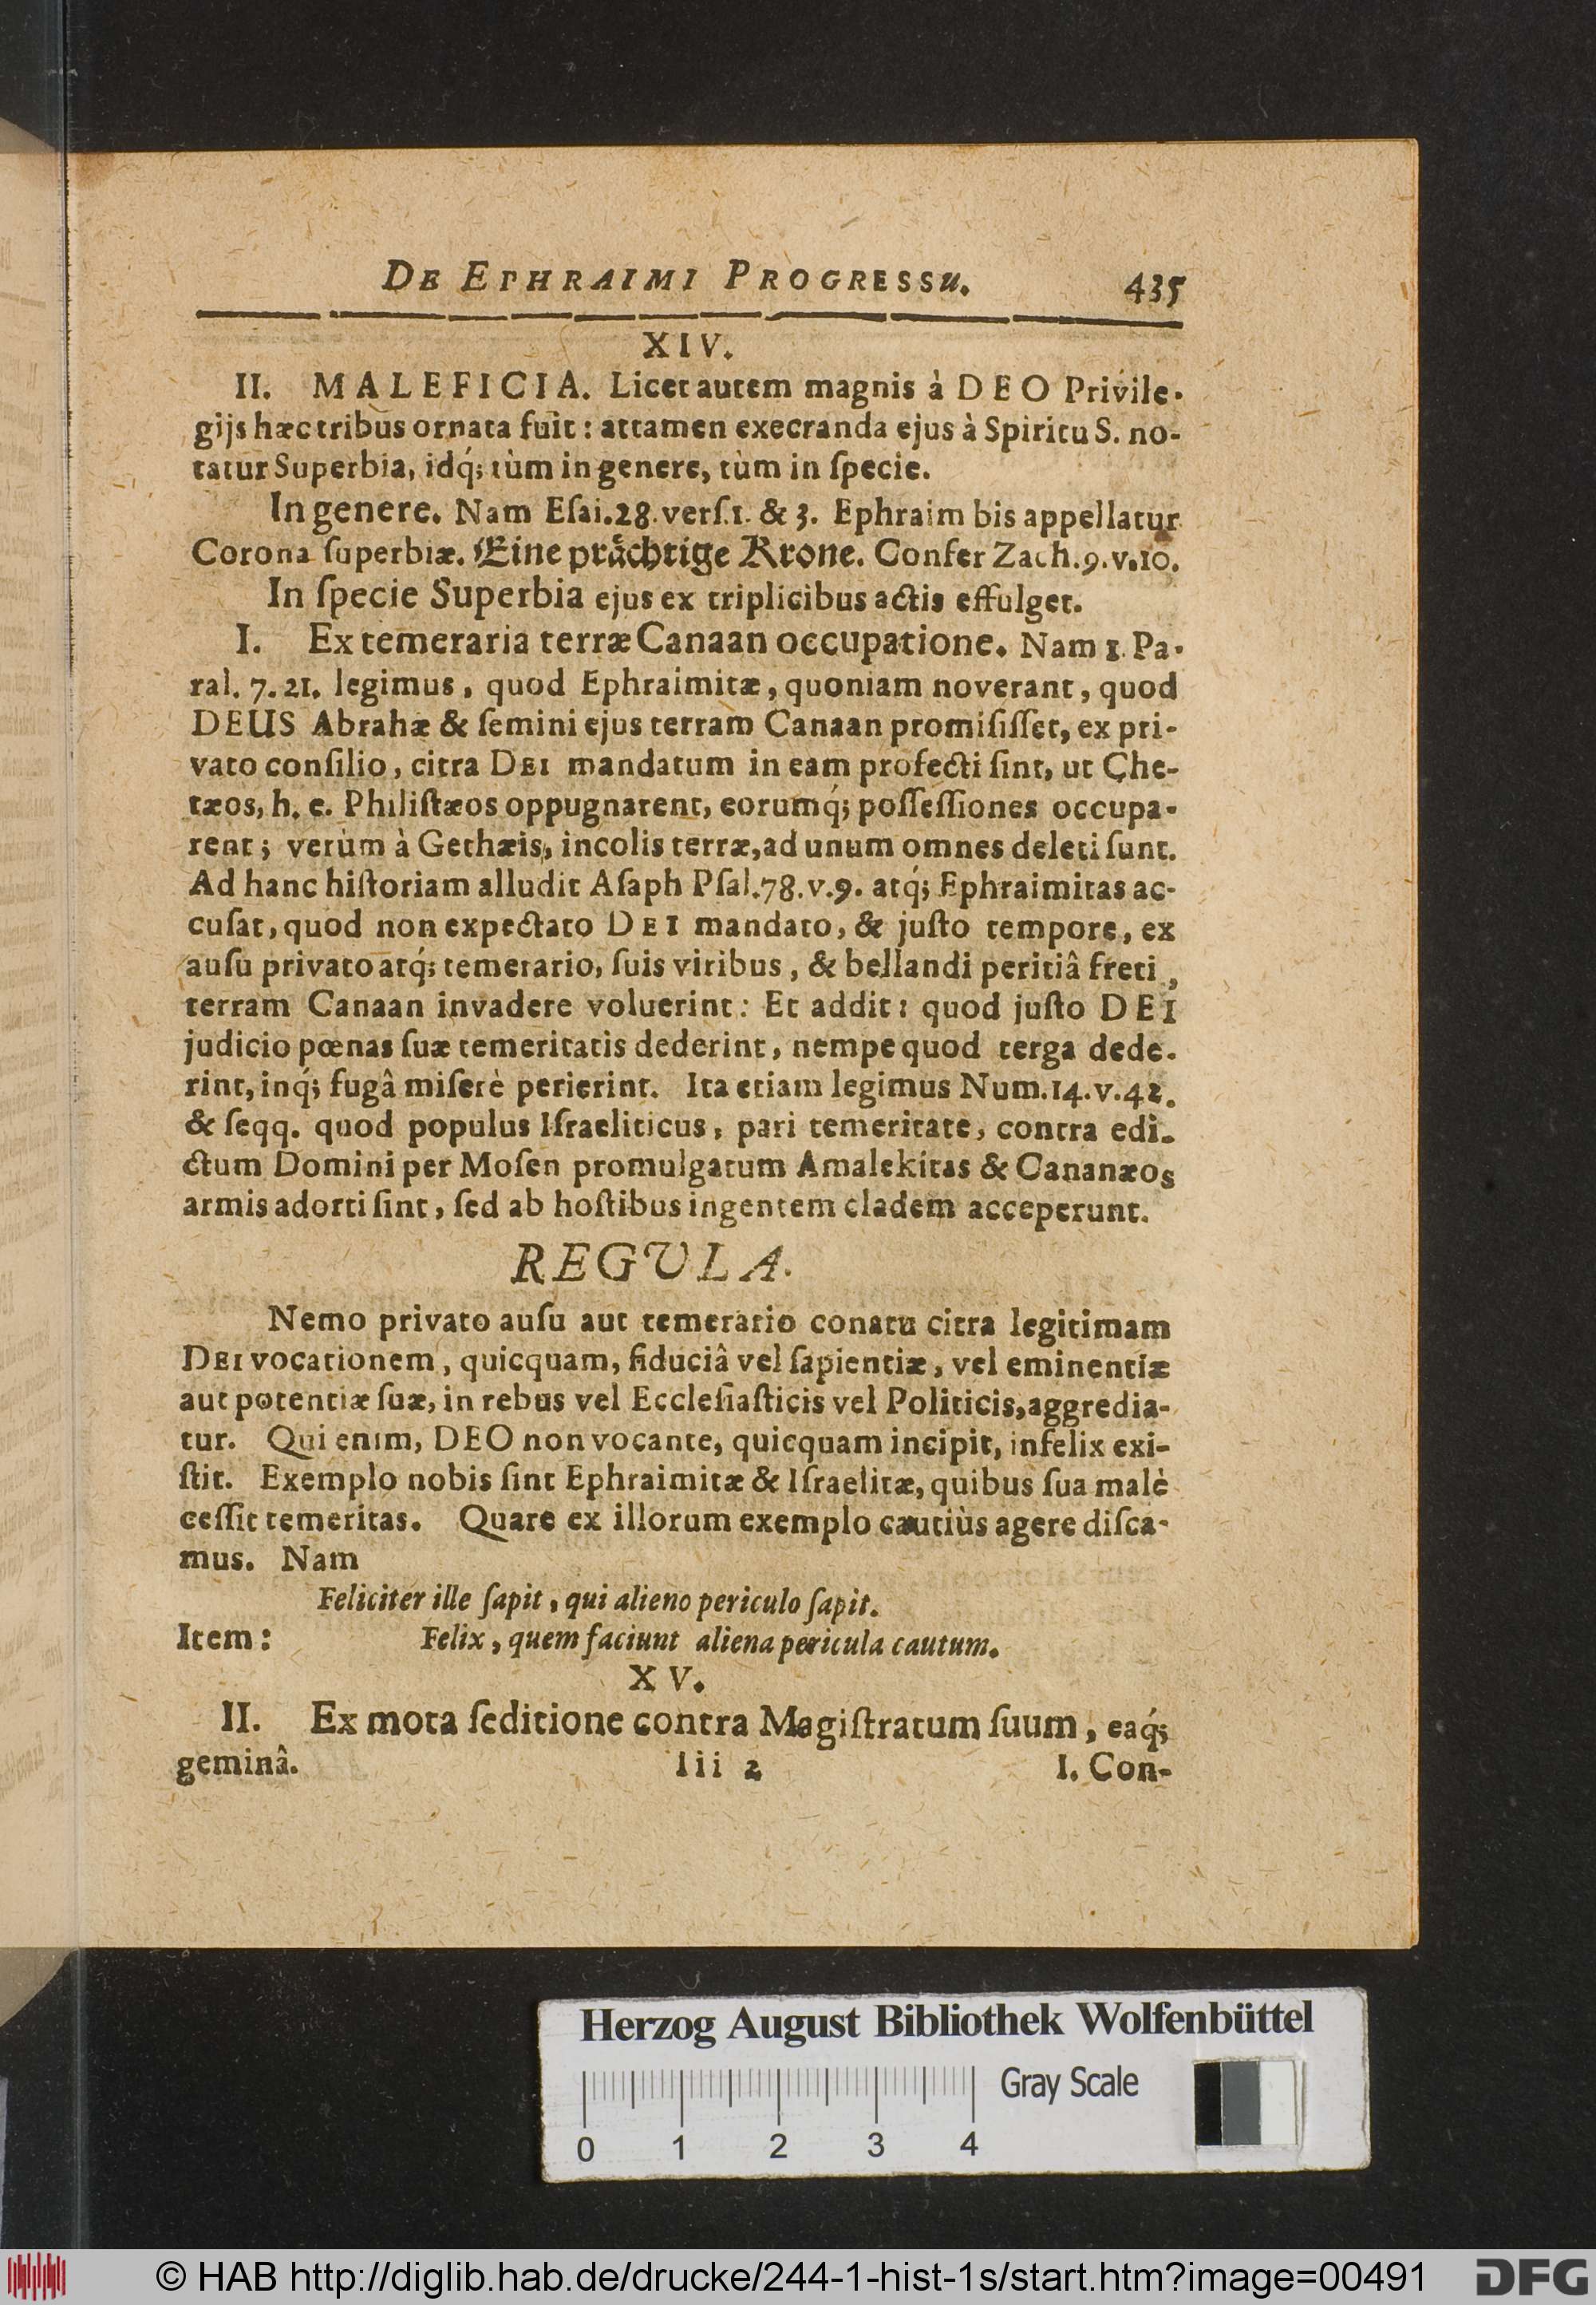 DE EPHRAIMI PROGRESSU. 435
XIV.
II. MALEFICIA. Licet autem magnis à DEO Privile-
gijs hæc tribus ornata fuit: attamen execranda ejus à Spiritu S. no-
tatur Superbia, idq́; tùm in genere, tùm in ſpecie.
In genere. Nam Eſai.28.verſ.1. & 3. Ephraim bis appellatur
Corona ſuperbiæ. Eine prächtige Krone. Confer Zach.9.v.10.
In ſpecie Superbia ejus ex triplicibus actis effulget.
I. Ex temeraria terræ Canaan occupatione. Nam 1. Pa-
ral. 7.21. legimus, quod Ephraimitæ, quoniam noverant, quod
DEUS Abrahæ & ſemini ejus terram Canaan promiſiſſet, ex pri-
vato conſilio, citra DEI mandatum in eam profecti ſint, ut Che-
tæos, h. e. Philiſtæos oppugnarent, eorumq́; poſſeſſiones occupa-
rent; verùm à Gethæis, incolis terræ, ad unum omnes deleti ſunt.
Ad hanc hiſtoriam alludit Aſaph Pſal.78.v.9. atq́; Ephraimitas ac-
cuſat, quod non expectato DEI mandato, & juſto tempore, ex
auſu privato atq́; temerario, ſuis viribus, & bellandi peritiâ freti,
terram Canaan invadere voluerint: Et addit: quod juſto DEI
judicio pœnas ſuæ temeritatis dederint, nempe quod terga dede-
rint, inq́; fugâ miſerè perierint. Ita etiam legimus Num.14.v.42.
& ſeqq. quod populus Iſraeliticus, pari temeritate, contra edi-
ctum Domini per Moſen promulgatum Amalekitas & Cananæos
armis adorti ſint, ſed ab hoſtibus ingentem cladem acceperunt.
REGULA.
Nemo privato auſu aut temerario conatu citra legitimam
DEI vocationem, quicquam, fiduciâ vel ſapientiæ, vel eminentiæ
aut potentiæ ſuæ, in rebus vel Eccleſiaſticis vel Politicis, aggredia-
tur. Qui enim, DEO non vocante, quicquam incipit, infelix exi-
ſtit. Exemplo nobis ſint Ephraimitæ & Iſraelitæ, quibus ſua malè
ceſſit temeritas. Quare ex illorum exemplo cautiùs agere diſca-
mus. Nam
Feliciter ille ſapit, qui alieno periculo ſapit.
Item: Felix, quem faciunt aliena pericula cautum.
XV.
II. Ex mota ſeditione contra Magiſtratum ſuum, eaq́;
geminâ. Iii 2 I. Con-
Herzog August Bibliothek Wolfenbüttel
Gray Scale
0 1 2 3 4
© HAB http://diglib.hab.de/drucke/244-1-hist-1s/start.htm?image=00491
DFG